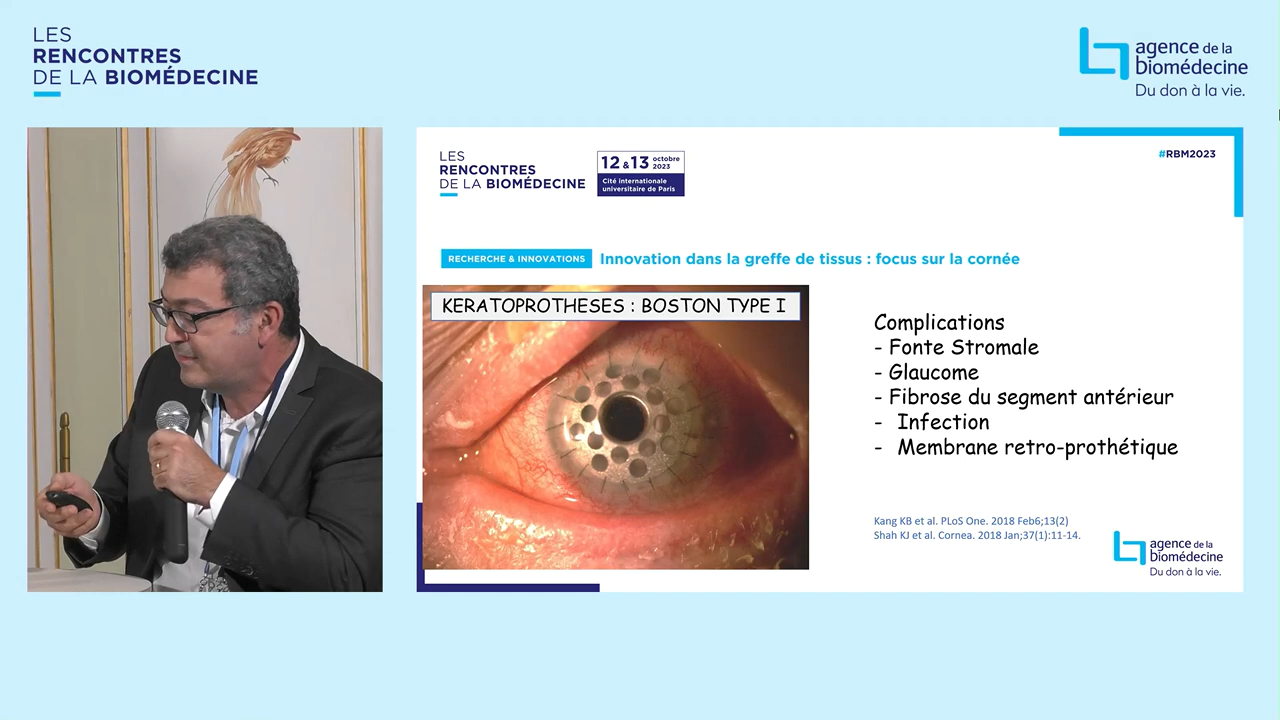 LES
RENCONTRES
DE LA BIOMÉDECINE
agence de la
biomédecine
Du don à la vie.
LES
RENCONTRES
DE LA BIOMÉDECINE
12 & 13 octobre 2023
Cité internationale
universitaire de Paris
#RBM2023
RECHERCHE & INNOVATIONS
Innovation dans la greffe de tissus : focus sur la cornée
KERATOPROTHESES : BOSTON TYPE I
Complications
- Fonte Stromale
- Glaucome
- Fibrose du segment antérieur
- Infection
- Membrane retro-prothétique
Kang KB et al. PLoS One. 2018 Feb6;13(2)
Shah KJ et al. Cornea. 2018 Jan;37(1):11-14.
agence de la
biomédecine
Du don à la vie.